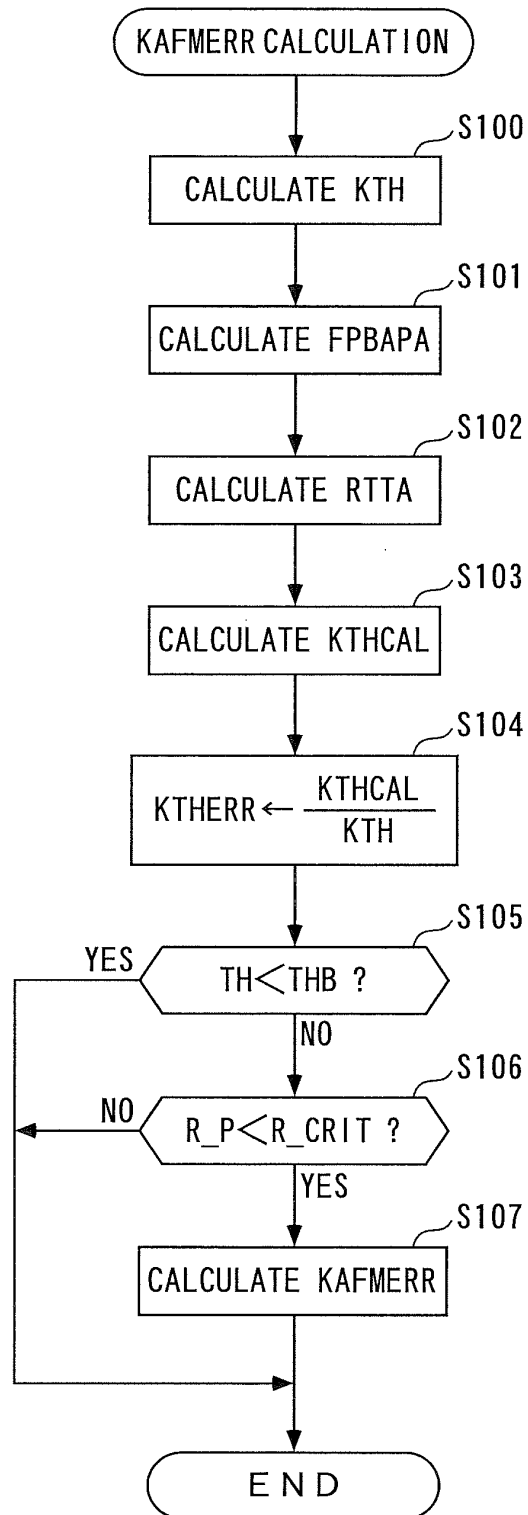 KAFMERR CALCULATION
S100
CALCULATE KTH
S101
CALCULATE FPBAPA
S102
CALCULATE RTTA
S103
CALCULATE KTHCAL
S104
KTHERR ← KTHCAL
KTH
S105
YES
TH<THB ?
NO
S106
NO
R_P<R_CRIT ?
YES
S107
CALCULATE KAFMERR
END